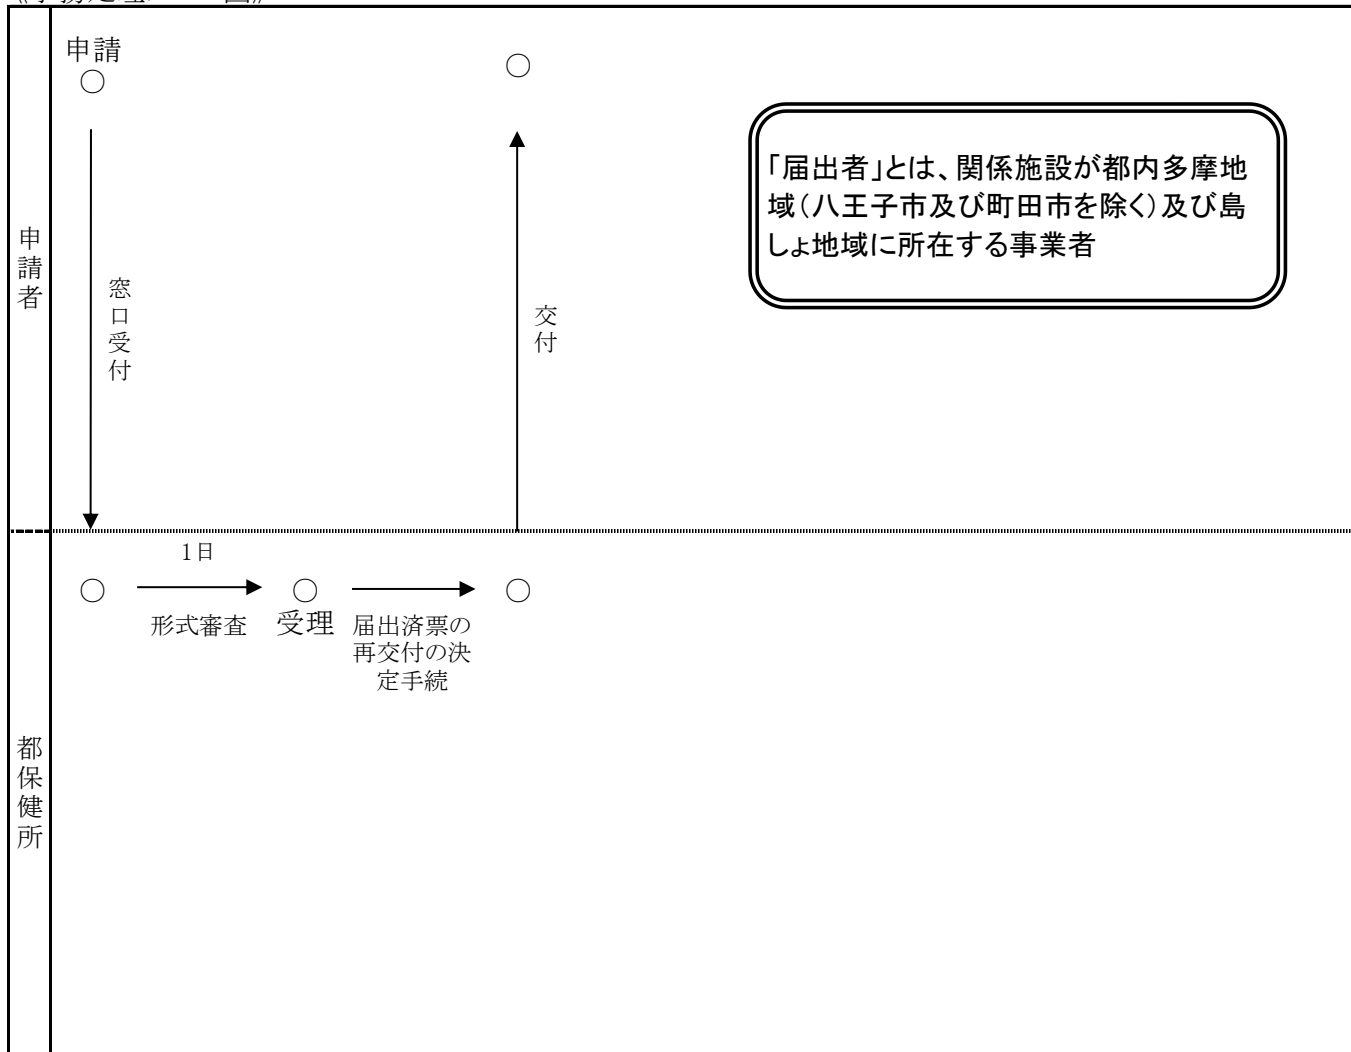 申請
申請者
窓口受付
交付
「届出者」とは、関係施設が都内多摩地
域（八王子市及び町田市を除く）及び島
しょ地域に所在する事業者
1日
形式審査
受理
届出済票の
再交付の決
定手続
都保健所